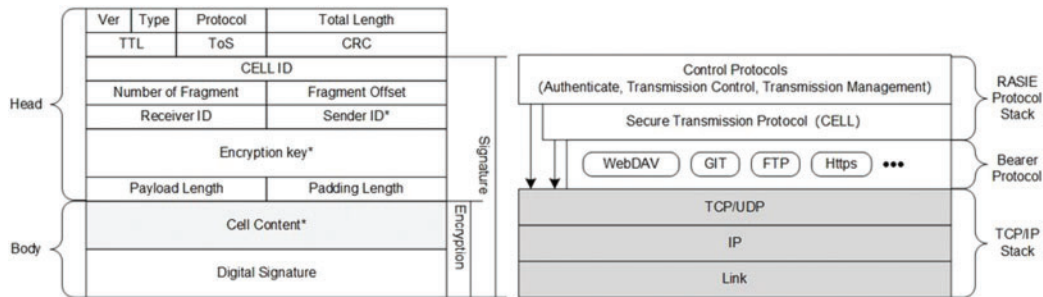 Ver Type Protocol Total Length
TTL ToS CRC
CELL ID
Number of Fragment Fragment Offset
Head
Receiver ID Sender ID*
Encryption key*
Payload Length Padding Length
Signature
Body
Cell Content*
Encryption
Digital Signature
Control Protocols
(Authenticate, Transmission Control, Transmission Management)
RASIE
Protocol
Stack
Secure Transmission Protocol (CELL)
WebDAV GIT FTP Https •••
Bearer
Protocol
TCP/UDP
IP
TCP/IP
Stack
Link